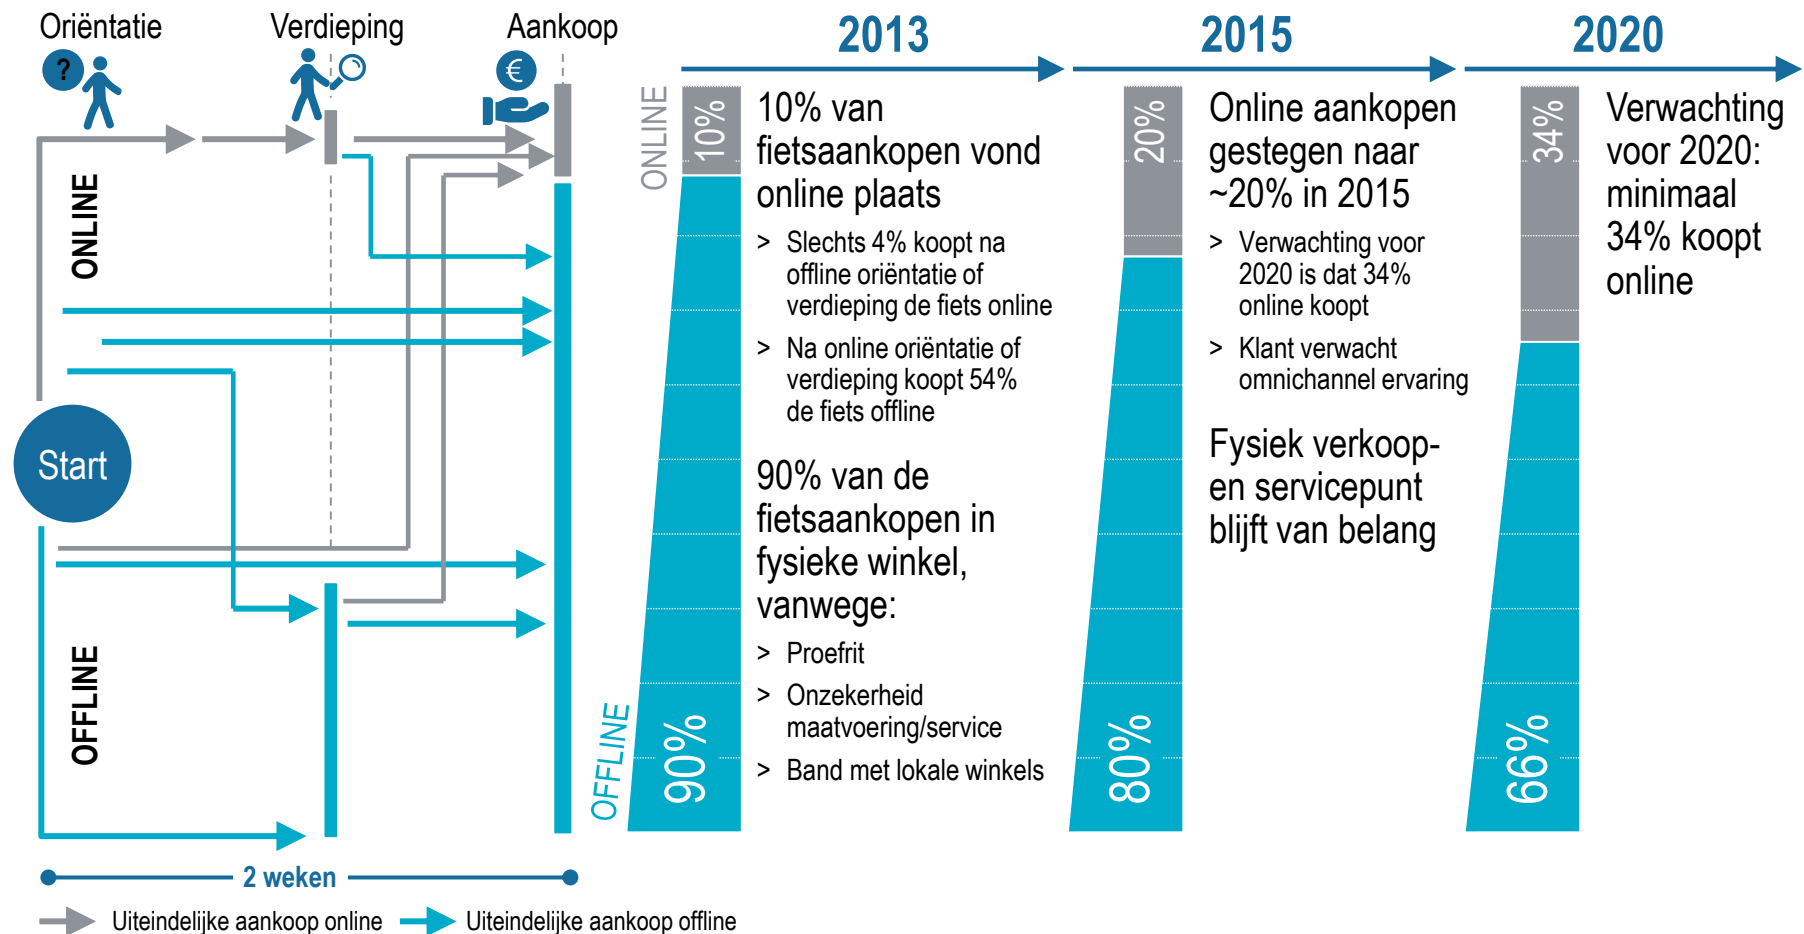 Oriëntatie
Verdieping
Aankoop
?
€
ONLINE
Start
OFFLINE
2 weken
Uiteindelijke aankoop online
Uiteindelijke aankoop offline
2013
ONLINE
10%
OFFLINE
90%
10% van
fietsaankopen vond
online plaats
> Slechts 4% koopt na
offline oriëntatie of
verdieping de fiets online
> Na online oriëntatie of
verdieping koopt 54%
de fiets offline
90% van de
fietsaankopen in
fysieke winkel,
vanwege:
> Proefrit
> Onzekerheid
maatvoering/service
> Band met lokale winkels
2015
20%
80%
Online aankopen
gestegen naar
~20% in 2015
> Verwachting voor
2020 is dat 34%
online koopt
> Klant verwacht
omnichannel ervaring
Fysiek verkoop-
en servicepunt
blijft van belang
2020
34%
66%
Verwachting
voor 2020:
minimaal
34% koopt
online